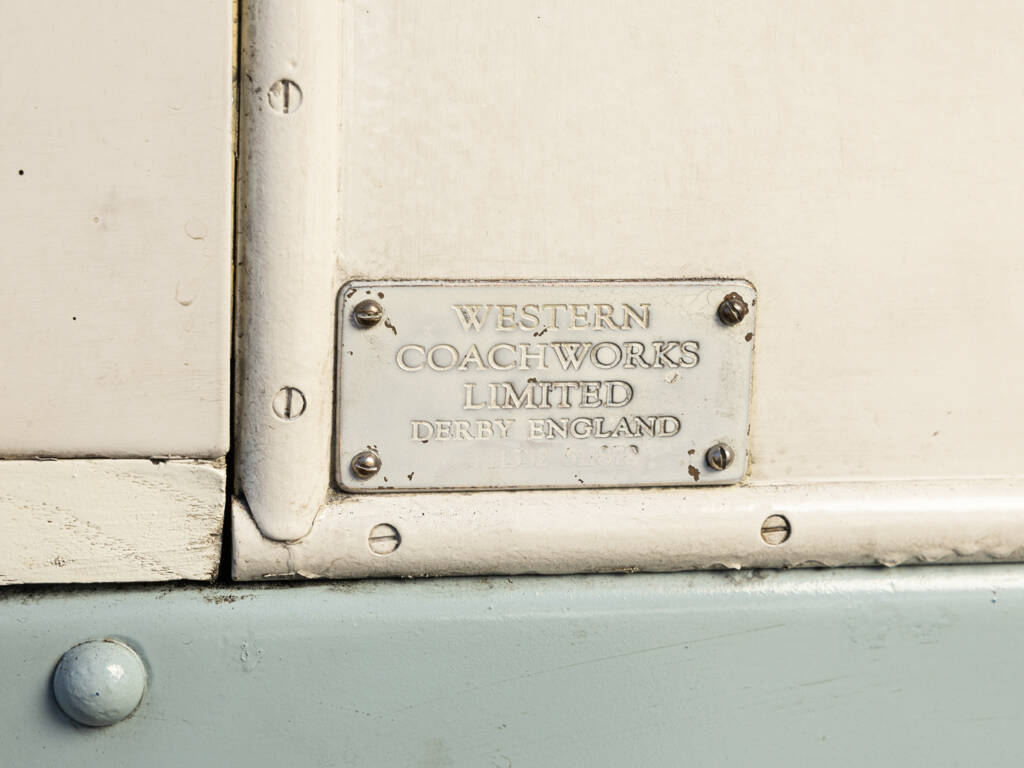 WESTERN
COACHWORKS
LIMITED
DERBY ENGLAND